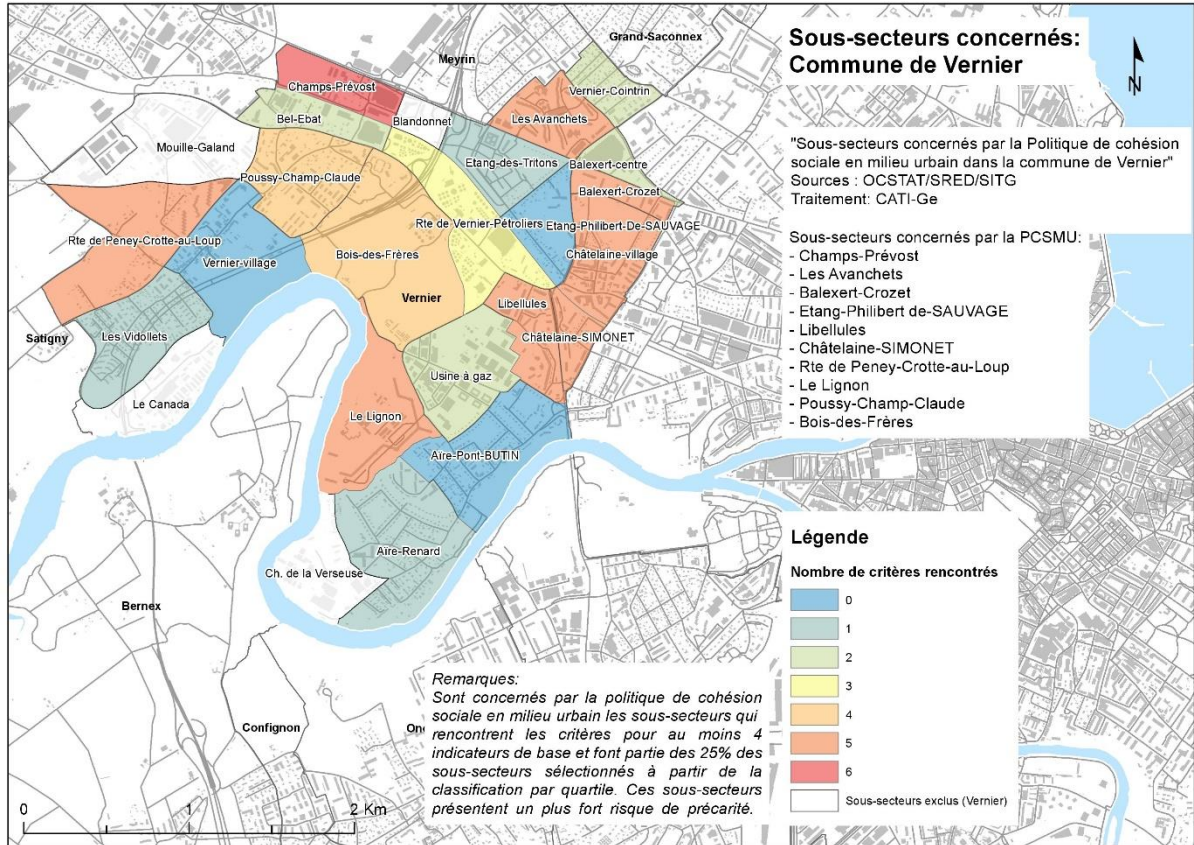 Sous-secteurs concernés:
Commune de Vernier
N
"Sous-secteurs concernés par la Politique de cohésion
sociale en milieu urbain dans la commune de Vernier"
Sources : OCSTAT/SRED/SITG
Traitement: CATI-Ge
Sous-secteurs concernés par la PCSMU:
- Champs-Prévost
- Les Avanchets
- Balexert-Crozet
- Etang-Philibert de-SAUVAGE
- Libellules
- Châtelaine-SIMONET
- Rte de Peney-Crotte-au-Loup
- Le Lignon
- Poussy-Champ-Claude
- Bois-des-Frères
Grand-Saconnex
Meyrin
Champs-Prévost
Vernier-Cointrin
Bel-Ebat
Blandonnet
Les Avanchets
Mouille-Galand
Etang-des-Tritons
Balexert-centre
Poussy-Champ-Claude
Balexert-Crozet
Rte de Vernier-Pétroliers
Etang-Philibert-De-SAUVAGE
Rte de Peney-Crotte-au-Loup
Vernier-village
Bois-des-Frères
Châtelaine-village
Vernier
Libellules
Satigny
Les Vidollets
Châtelaine-SIMONET
Usine à gaz
Le Canada
Le Lignon
Aïre-Pont-BUTIN
Aïre-Renard
Ch. de la Verseuse
Bernex
Confignon
Légende
Nombre de critères rencontrés
0
1
2
3
4
5
6
Sous-secteurs exclus (Vernier)
Remarques:
Sont concernés par la politique de cohésion
sociale en milieu urbain les sous-secteurs qui
rencontrent les critères pour au moins 4
indicateurs de base et font partie des 25% des
sous-secteurs sélectionnés à partir de la
classification par quartile. Ces sous-secteurs
présentent un plus fort risque de précarité.
0 1 2 Km